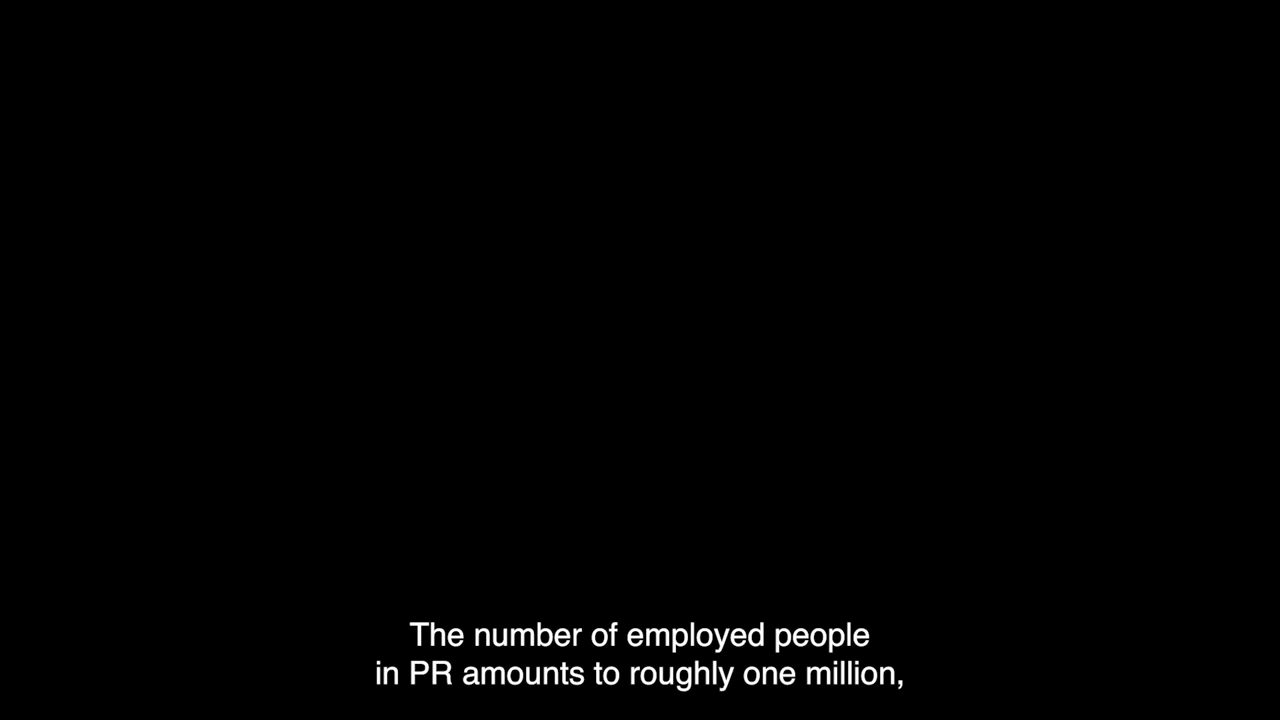 The number of employed people
in PR amounts to roughly one million,